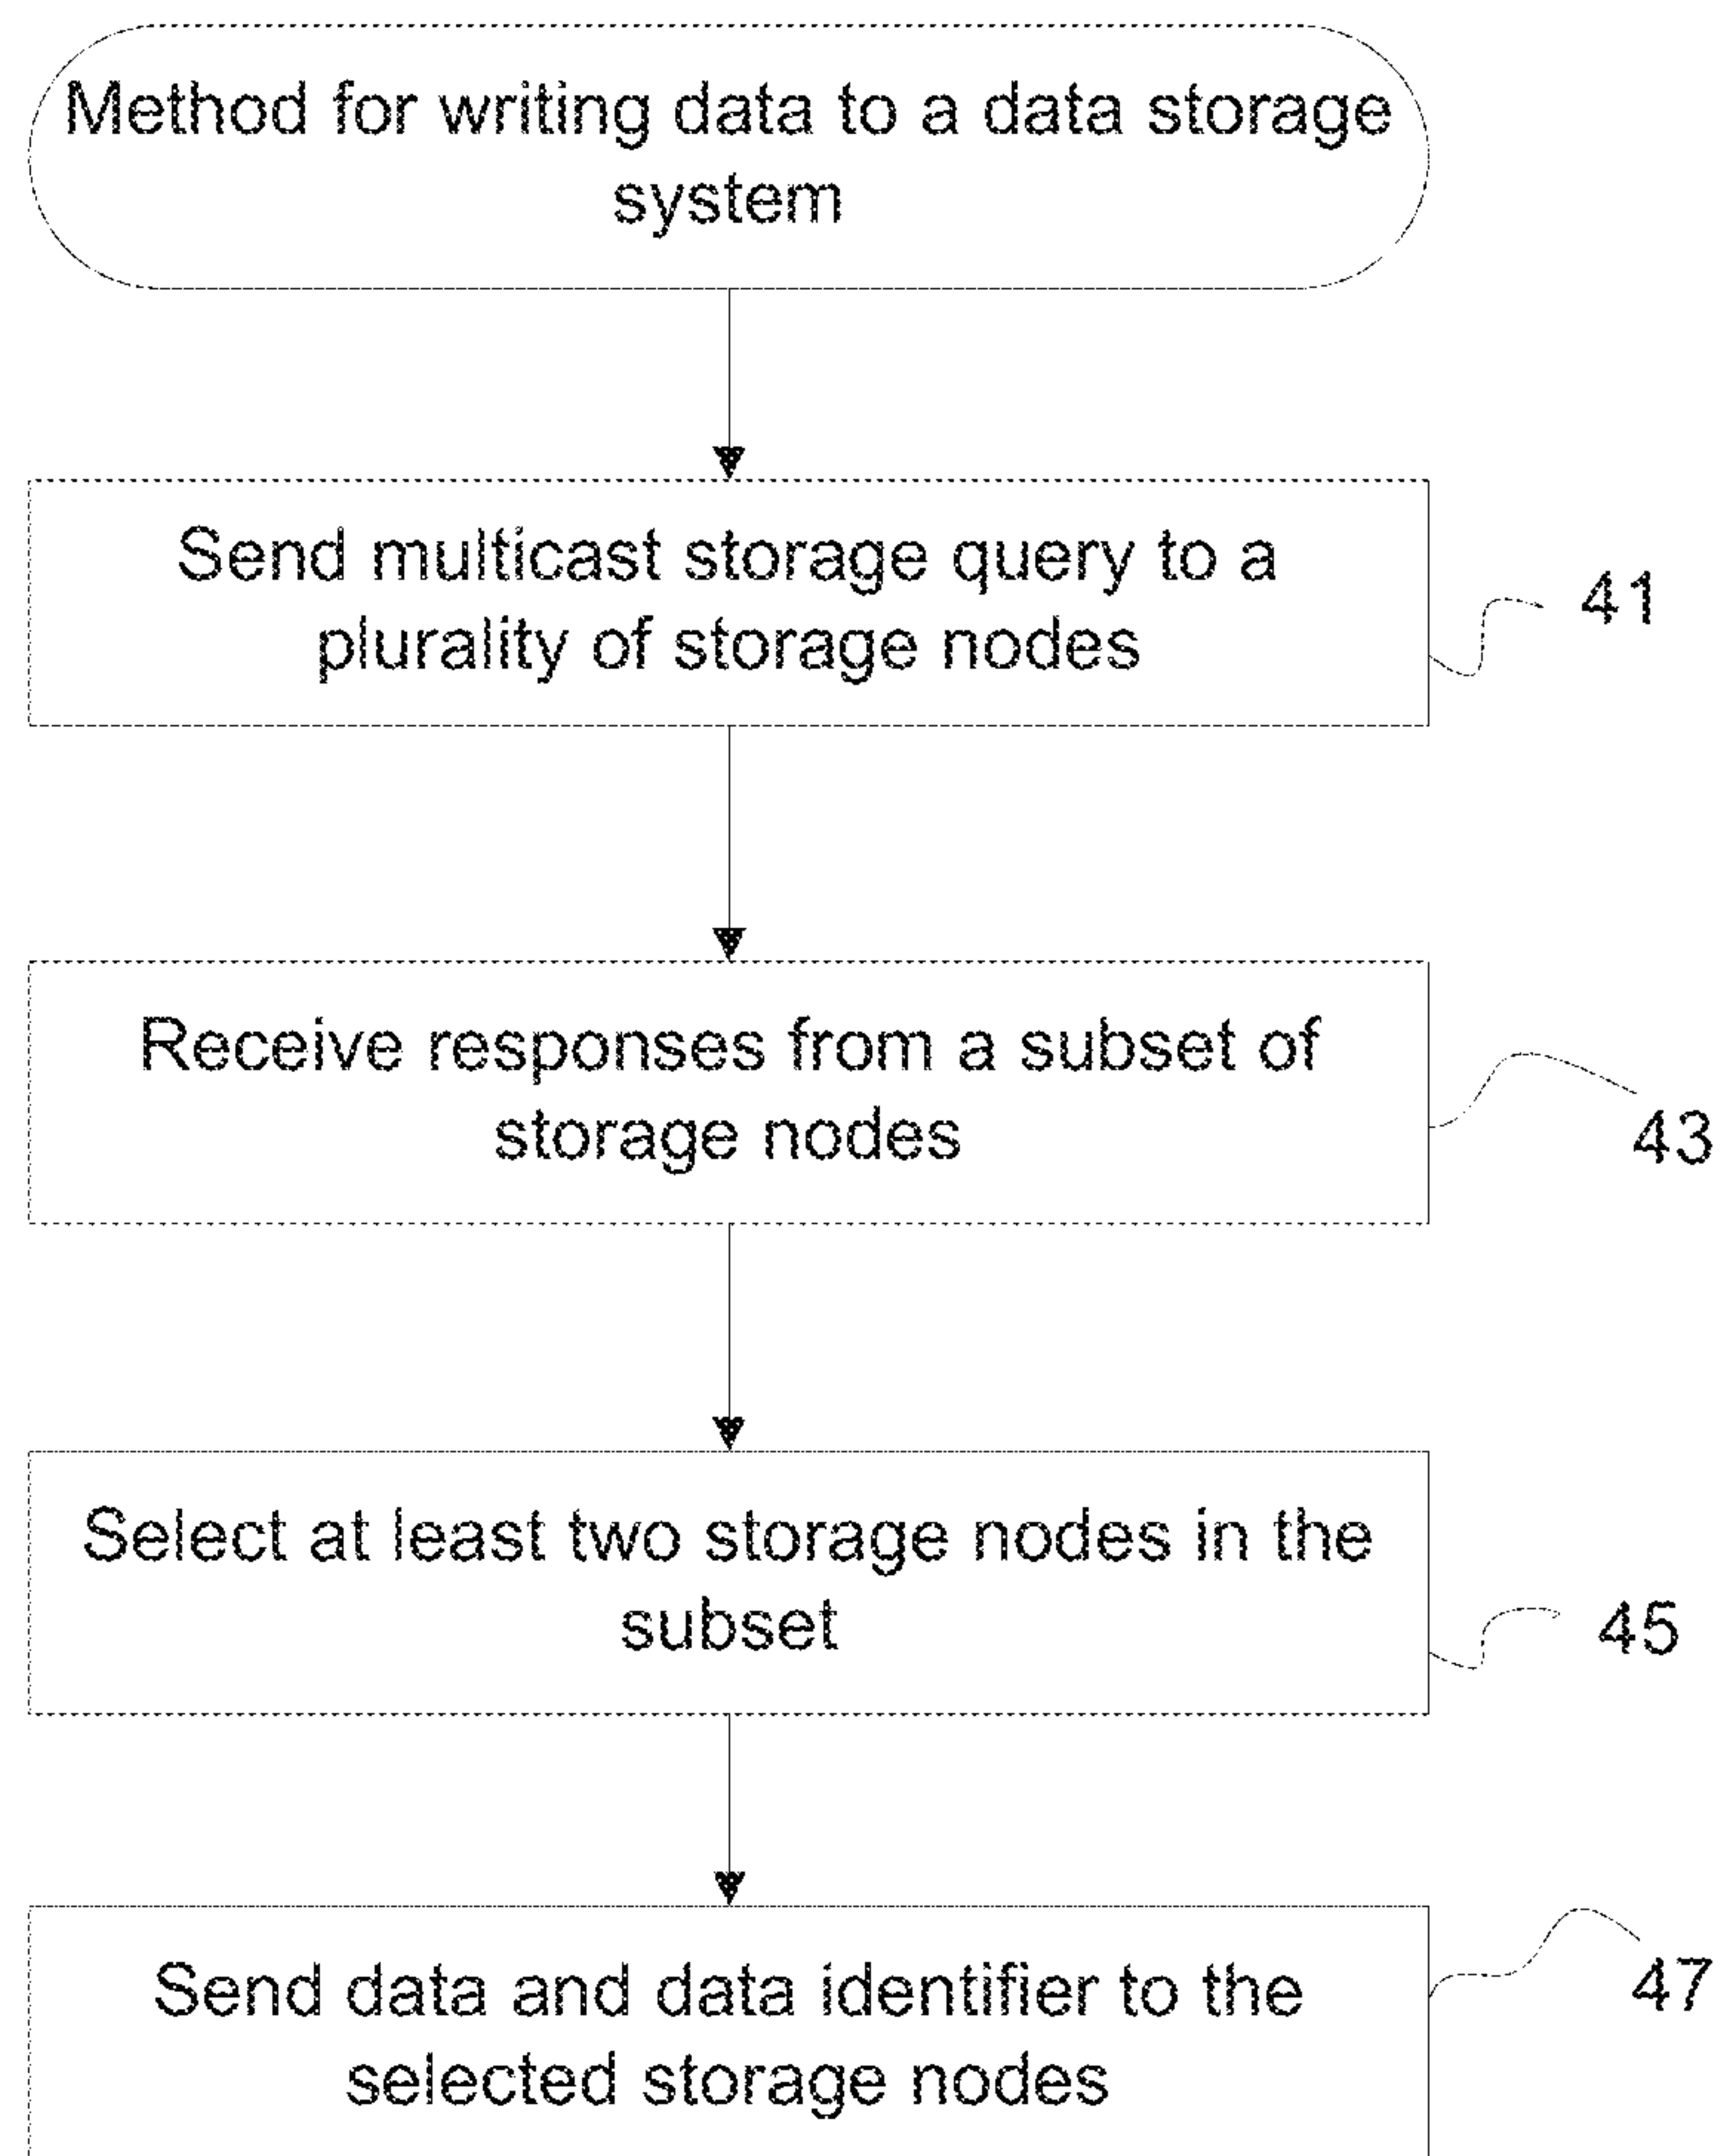 Method for writing data to a data storage
system
Send multicast storage query to a
plurality of storage nodes
41
Receive responses from a subset of
storage nodes
43
Select at least two storage nodes in the
subset
45
Send data and data identifier to the
selected storage nodes
47